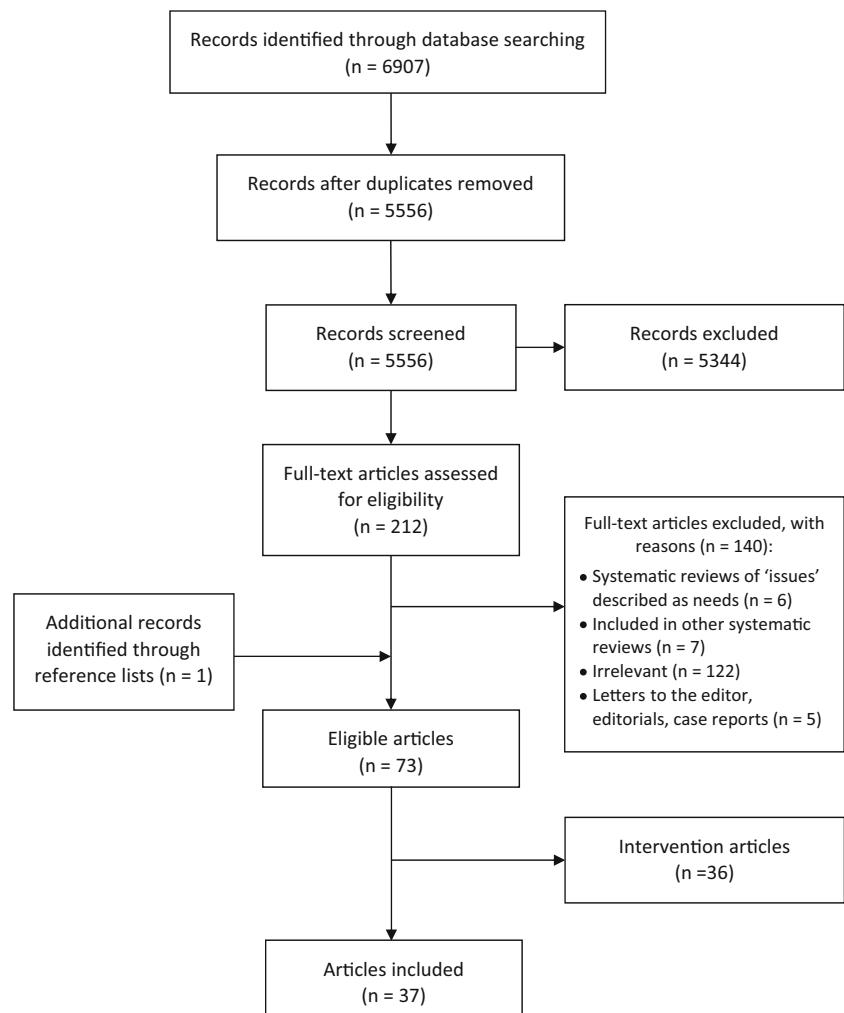 Records identified through database searching
(n = 6907)
Records after duplicates removed
(n = 5556)
Records screened
(n = 5556)
Records excluded
(n = 5344)
Full-text articles assessed
for eligibility
(n = 212)
Full-text articles excluded, with
reasons (n = 140):
• Systematic reviews of ‘issues’
described as needs (n = 6)
• Included in other systematic
reviews (n = 7)
• Irrelevant (n = 122)
• Letters to the editor,
editorials, case reports (n = 5)
Additional records
identified through
reference lists (n = 1)
Eligible articles
(n = 73)
Intervention articles
(n =36)
Articles included
(n = 37)